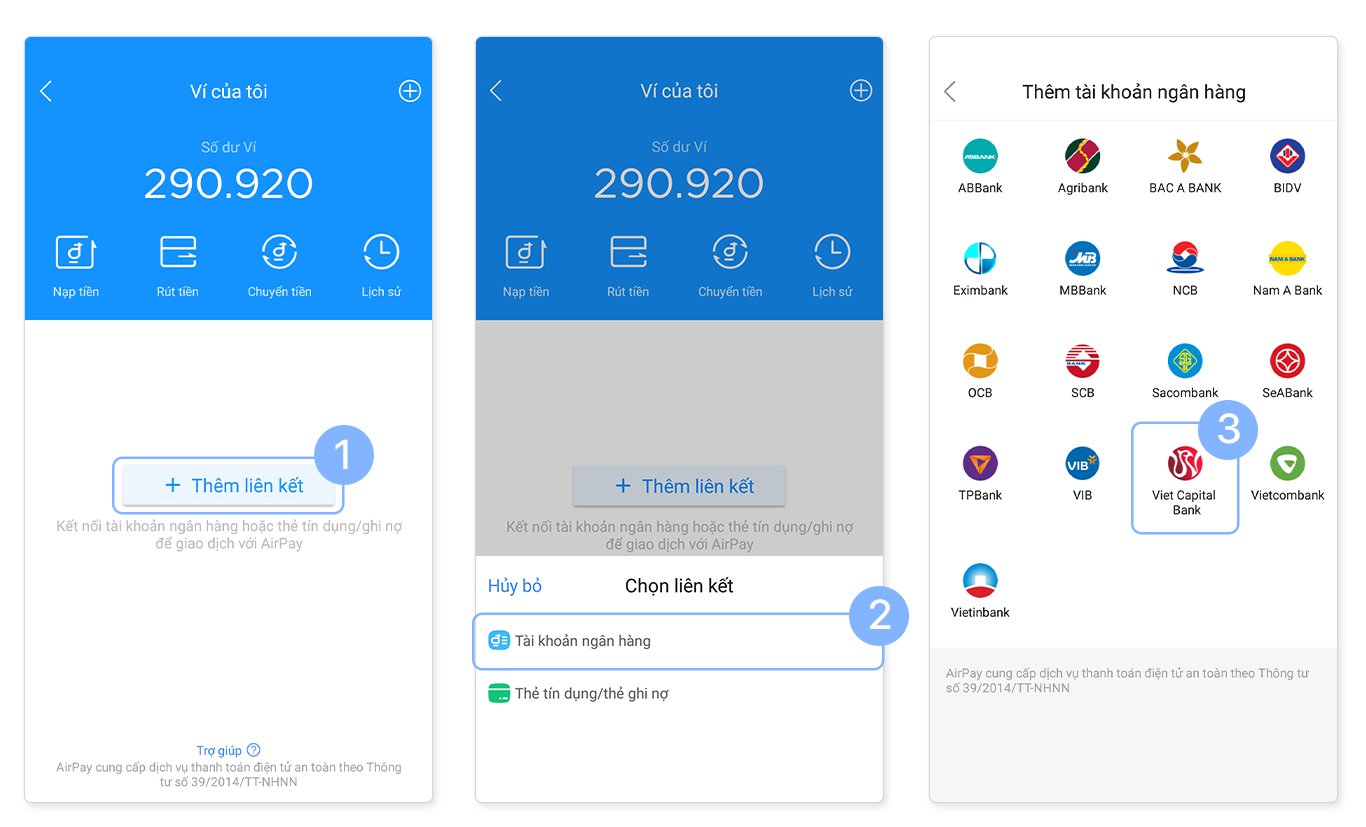 Ví của tôi
Số dư Ví
290.920
Nạp tiền
Rút tiền
Chuyển tiền
Lịch sử
1
+ Thêm liên kết
Kết nối tài khoản ngân hàng hoặc thẻ tín dụng/ghi nợ
để giao dịch với AirPay
Trợ giúp ?
AirPay cung cấp dịch vụ thanh toán điện tử an toàn theo Thông
tư số 39/2014/TT-NHNN
Ví của tôi
Số dư Ví
290.920
Nạp tiền
Rút tiền
Chuyển tiền
Lịch sử
+ Thêm liên kết
Kết nối tài khoản ngân hàng hoặc thẻ tín dụng/ghi nợ
để giao dịch với AirPay
Hủy bỏ
Chọn liên kết
2
Tài khoản ngân hàng
Thẻ tín dụng/thẻ ghi nợ
Thêm tài khoản ngân hàng
ABBANK
ABBank
Agribank
BAC A BANK
BIDV
MB
NAM A BANK
Eximbank
MBBank
NCB
Nam A Bank
BANK
OCB
SCB
Sacombank
SeABank
3
VIB
TPBank
VIB
Viet Capital
Bank
Vietcombank
Vietinbank
AirPay cung cấp dịch vụ thanh toán điện tử an toàn theo Thông tư
số 39/2014/TT-NHNN